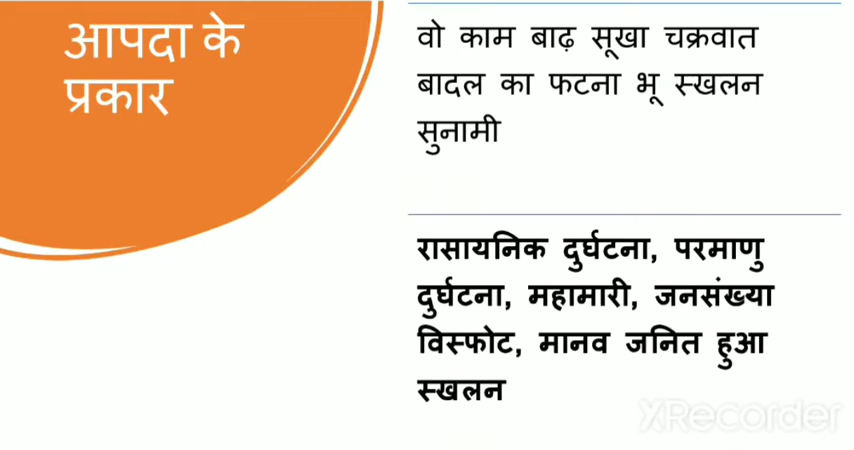 आपदा के
प्रकार
वो काम बाढ़ सूखा चक्रवात
बादल का फटना भू स्खलन
सुनामी
रासायनिक दुर्घटना, परमाणु
दुर्घटना, महामारी, जनसंख्या
विस्फोट, मानव जनित हुआ
स्खलन
XRecorder